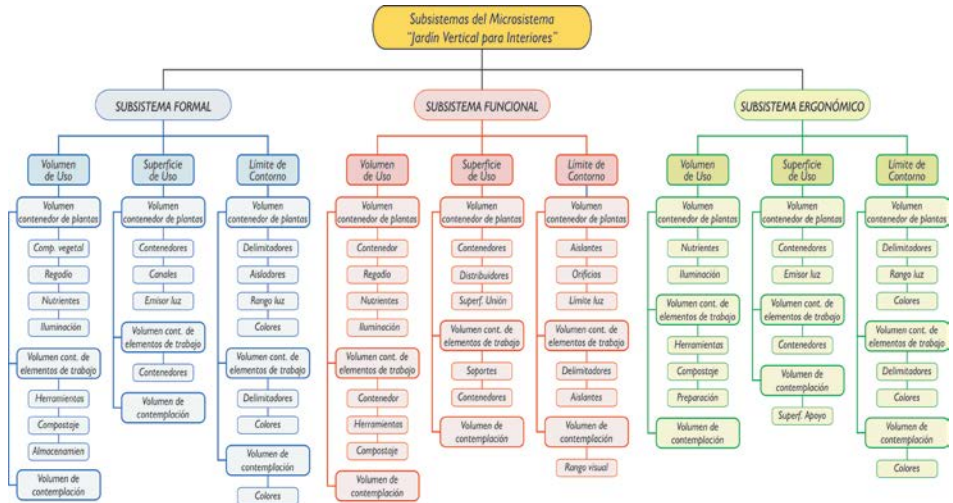 Subsistemas del Microsistema
"Jardín Vertical para Interiores"
SUBSISTEMA FORMAL
Volumen
de Uso
Volumen
contenedor de plantas
Comp. vegetal
Regadío
Nutrientes
Iluminación
Volumen cont. de
elementos de trabajo
Herramientas
Compostaje
Almacenamien
Volumen de
contemplación
Superficie
de Uso
Volumen
contenedor de plantas
Contenedores
Canales
Emisor luz
Volumen cont. de
elementos de trabajo
Contenedores
Volumen de
contemplación
Límite de
Contorno
Volumen
contenedor de plantas
Delimitadores
Aisladores
Rango luz
Colores
Volumen cont. de
elementos de trabajo
Delimitadores
Colores
Volumen de
contemplación
Colores
SUBSISTEMA FUNCIONAL
Volumen
de Uso
Volumen
contenedor de plantas
Contenedor
Regadío
Nutrientes
Iluminación
Volumen cont. de
elementos de trabajo
Contenedor
Herramientas
Compostaje
Volumen de
contemplación
Superficie
de Uso
Volumen
contenedor de plantas
Contenedores
Distribuidores
Superf. Unión
Volumen cont. de
elementos de trabajo
Soportes
Contenedores
Volumen de
contemplación
Límite de
Contorno
Volumen
contenedor de plantas
Aislantes
Orificios
Límite luz
Volumen cont. de
elementos de trabajo
Delimitadores
Aislantes
Volumen de
contemplación
Rango visual
SUBSISTEMA ERGONÓMICO
Volumen
de Uso
Volumen
contenedor de plantas
Nutrientes
Iluminación
Volumen cont. de
elementos de trabajo
Herramientas
Compostaje
Preparación
Volumen de
contemplación
Superficie
de Uso
Volumen
contenedor de plantas
Contenedores
Emisor luz
Volumen cont. de
elementos de trabajo
Contenedores
Volumen de
contemplación
Superf. Apoyo
Límite de
Contorno
Volumen
contenedor de plantas
Delimitadores
Rango luz
Colores
Volumen cont. de
elementos de trabajo
Delimitadores
Colores
Volumen de
contemplación
Colores